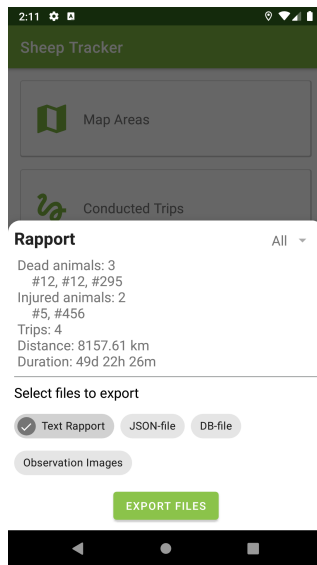 2:11
Sheep Tracker
Map Areas
Conducted Trips
Rapport
All
Dead animals: 3
#12, #12, #295
Injured animals: 2
#5, #456
Trips: 4
Distance: 8157.61 km
Duration: 49d 22h 26m
Select files to export
Text Rapport
JSON-file
DB-file
Observation Images
EXPORT FILES